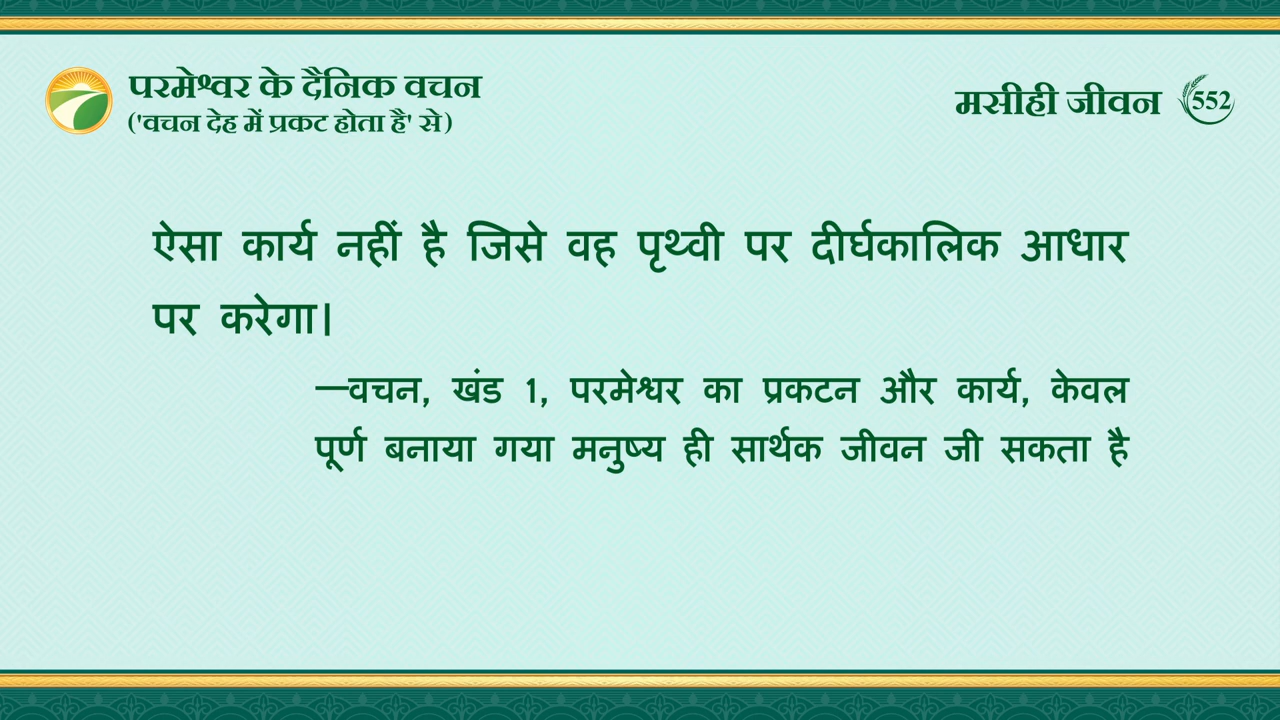 परमेश्वर के दैनिक वचन
('वचन देह में प्रकट होता है' से)
मसीही जीवन 552
ऐसा कार्य नहीं है जिसे वह पृथ्वी पर दीर्घकालिक आधार
पर करेगा।
—वचन, खंड 1, परमेश्वर का प्रकटन और कार्य, केवल
पूर्ण बनाया गया मनुष्य ही सार्थक जीवन जी सकता है